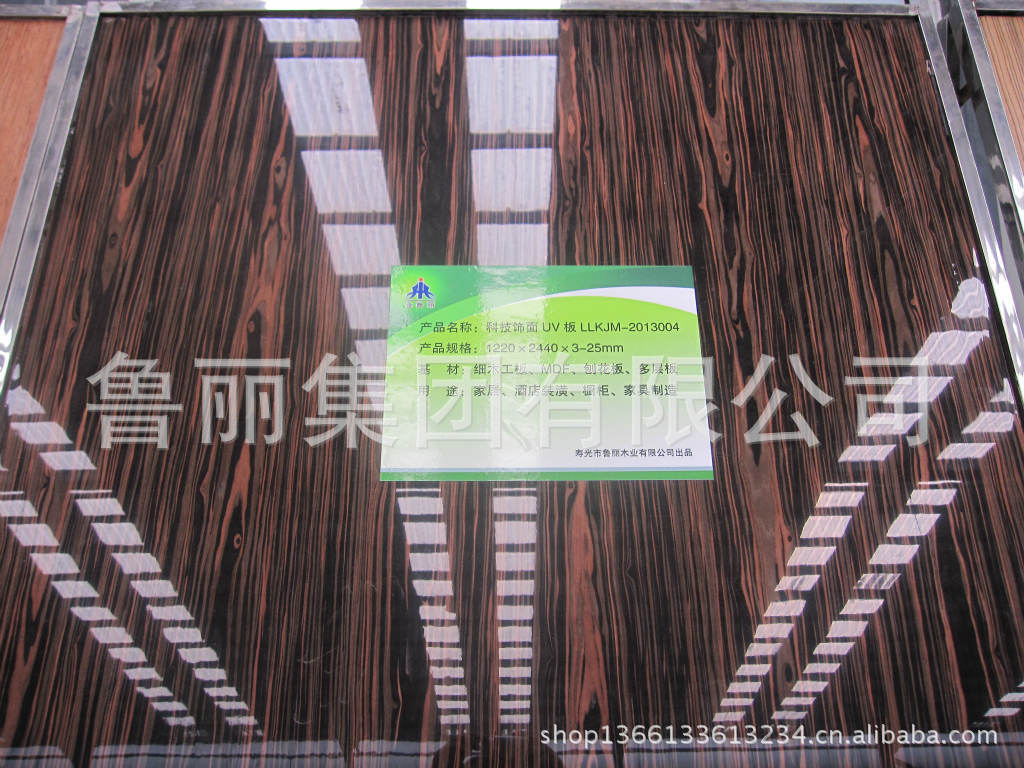 产品名称：科技饰面 UV 板 LLKJM-2013004
产品规格：1220×2440×3-25mm
基 材：细木工板、MDF、刨花板、多层板
用 途：家居、酒店装潢、橱柜、家具制造
鲁丽集团有限公司
寿光市鲁丽木业有限公司出品
shop1366133613234.cn.alibaba.com